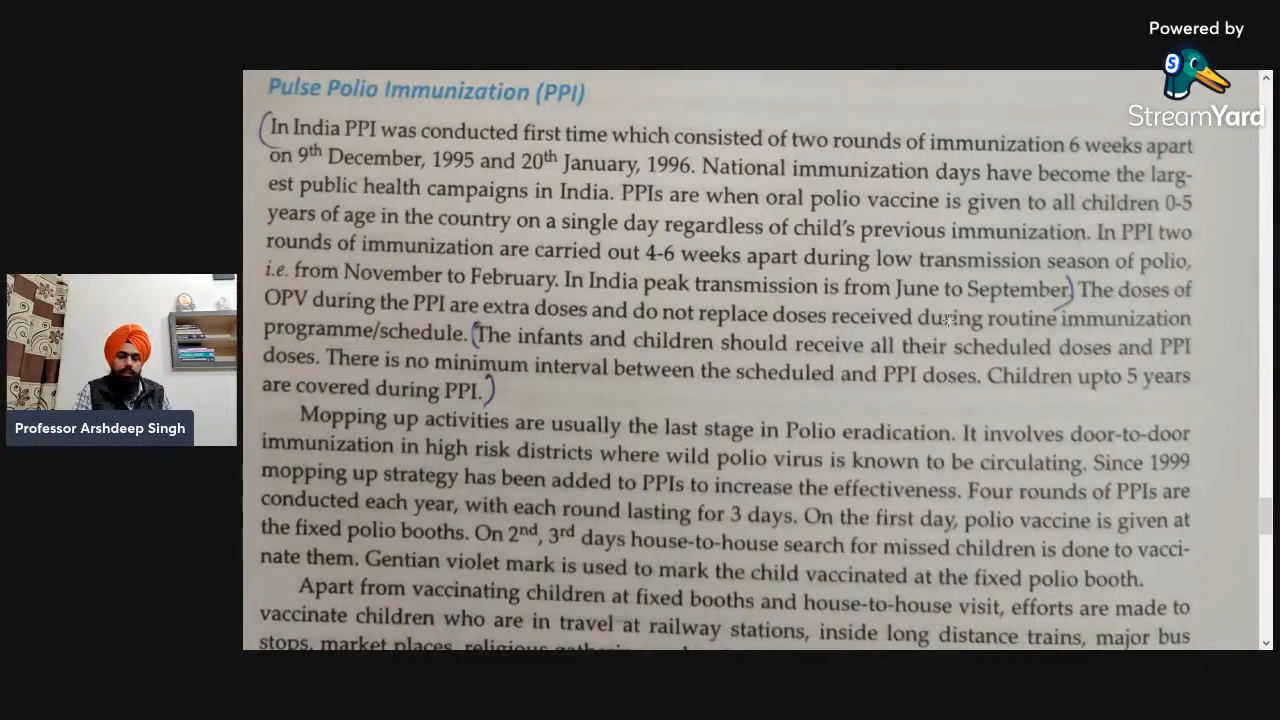 Powered by
StreamYard
Pulse Polio Immunization (PPI)
In India PPI was conducted first time which consisted of two rounds of immunization 6 weeks apart
on 9th December, 1995 and 20th January, 1996. National immunization days have become the larg-
est public health campaigns in India. PPIs are when oral polio vaccine is given to all children 0-5
years of age in the country on a single day regardless of child's previous immunization. In PPI two
rounds of immunization are carried out 4-6 weeks apart during low transmission season of polio,
i.e. from November to February. In India peak transmission is from June to September. The doses of
OPV during the PPI are extra doses and do not replace doses received during routine immunization
programme/schedule. The infants and children should receive all their scheduled doses and PPI
doses. There is no minimum interval between the scheduled and PPI doses. Children upto 5 years
are covered during PPI.
Mopping up activities are usually the last stage in Polio eradication. It involves door-to-door
immunization in high risk districts where wild polio virus is known to be circulating. Since 1999
mopping up strategy has been added to PPIs to increase the effectiveness. Four rounds of PPIs are
conducted each year, with each round lasting for 3 days. On the first day, polio vaccine is given at
the fixed polio booths. On 2nd, 3rd days house-to-house search for missed children is done to vacci-
nate them. Gentian violet mark is used to mark the child vaccinated at the fixed polio booth.
Apart from vaccinating children at fixed booths and house-to-house visit, efforts are made to
vaccinate children who are in travel at railway stations, inside long distance trains, major bus
stops, market places, religious
Professor Arshdeep Singh